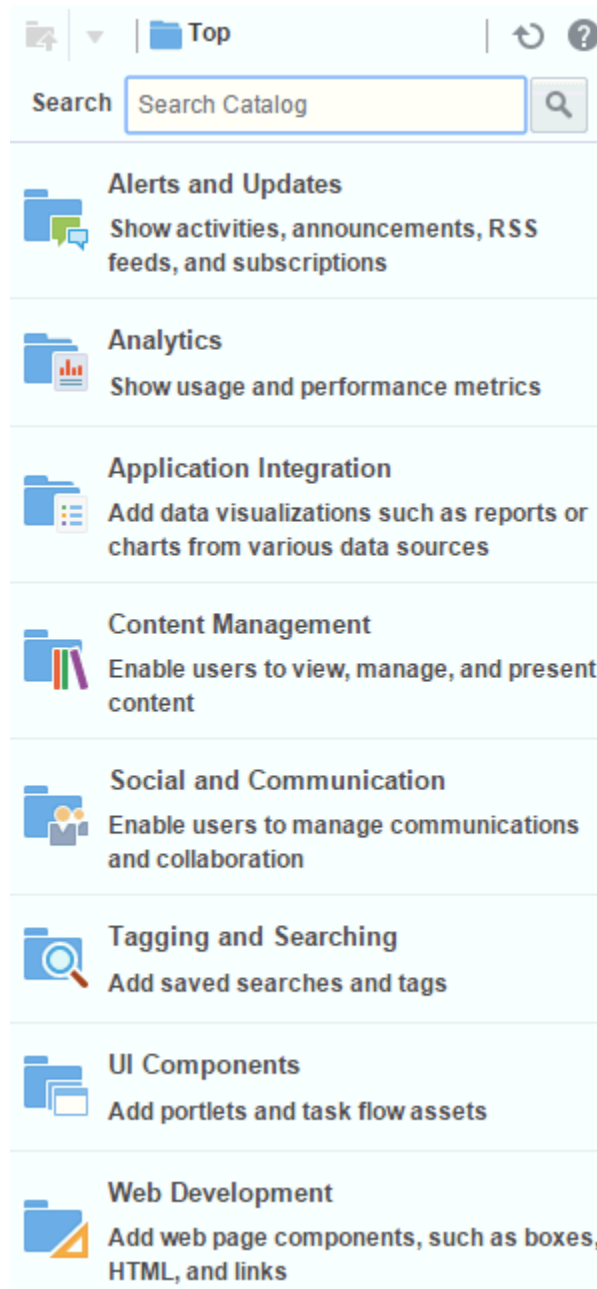 Top
Search Search Catalog
Alerts and Updates
Show activities, announcements, RSS
feeds, and subscriptions
Analytics
Show usage and performance metrics
Application Integration
Add data visualizations such as reports or
charts from various data sources
Content Management
Enable users to view, manage, and present
content
Social and Communication
Enable users to manage communications
and collaboration
Tagging and Searching
Add saved searches and tags
UI Components
Add portlets and task flow assets
Web Development
Add web page components, such as boxes,
HTML, and links